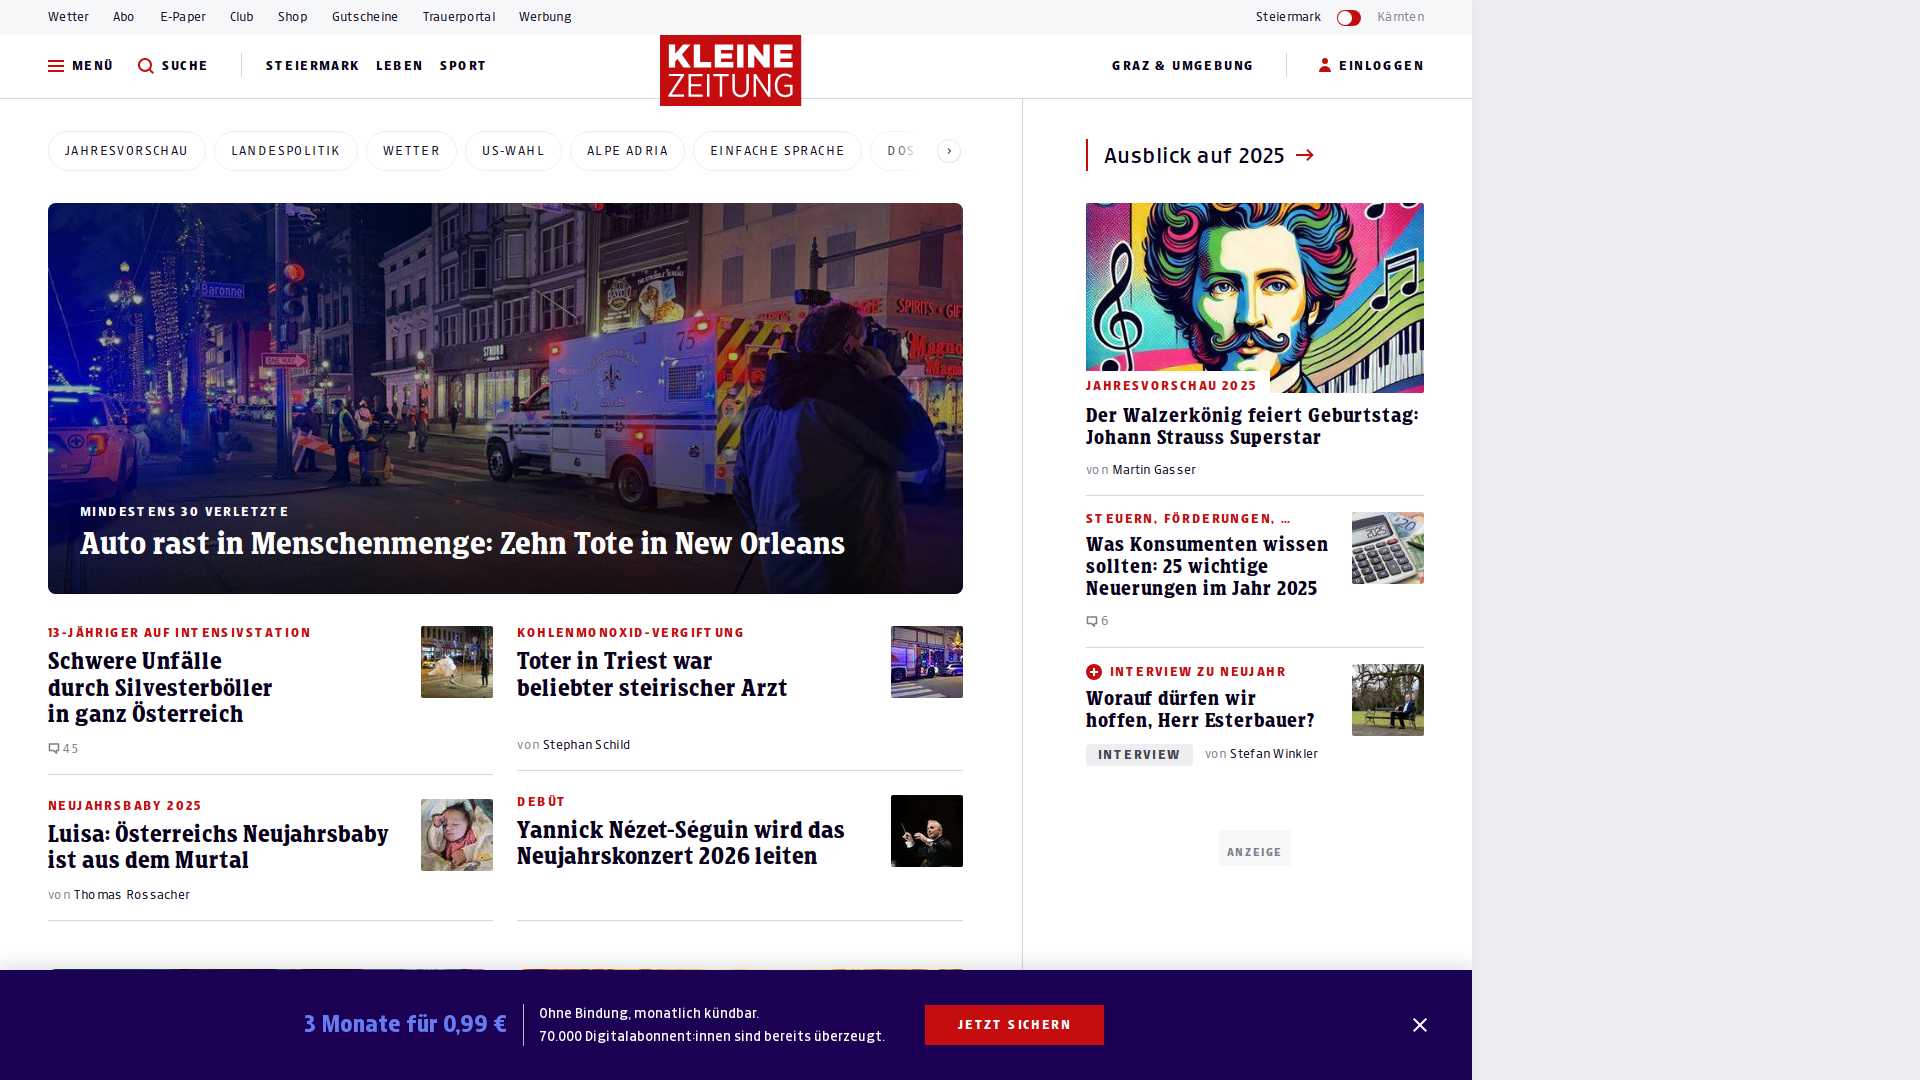 Wetter Abo E-Paper Club Shop Gutscheine Trauerportal Werbung Steiermark Kärnten
MENÜ SUCHE STEIERMARK LEBEN SPORT KLEINE ZEITUNG GRAZ & UMGEBUNG EINLOGGEN
JAHRESVORSCHAU LANDESPOLITIK WETTER US-WAHL ALPE ADRIA EINFACHE SPRACHE DOS
Baronne
ONE WAY
75
SPIRITS • GIF
MINDESTENS 30 VERLETZTE
Auto rast in Menschenmenge: Zehn Tote in New Orleans
13-JÄHRIGER AUF INTENSIVSTATION
Schwere Unfälle
durch Silvesterböller
in ganz Österreich
45
KOHLENMONOXID-VERGIFTUNG
Toter in Triest war
beliebter steirischer Arzt
von Stephan Schild
NEUJAHRSBABY 2025
Luisa: Österreichs Neujahrsbaby
ist aus dem Murtal
von Thomas Rossacher
DEBÜT
Yannick Nézet-Séguin wird das
Neujahrskonzert 2026 leiten
Ausblick auf 2025
JAHRESVORSCHAU 2025
Der Walzerkönig feiert Geburtstag:
Johann Strauss Superstar
von Martin Gasser
STEUERN, FÖRDERUNGEN, ...
Was Konsumenten wissen
sollten: 25 wichtige
Neuerungen im Jahr 2025
6
2025
INTERVIEW ZU NEUJAHR
Worauf dürfen wir
hoffen, Herr Esterbauer?
INTERVIEW von Stefan Winkler
ANZEIGE
3 Monate für 0,99 €
Ohne Bindung, monatlich kündbar.
70.000 Digitalabonnent:innen sind bereits überzeugt.
JETZT SICHERN